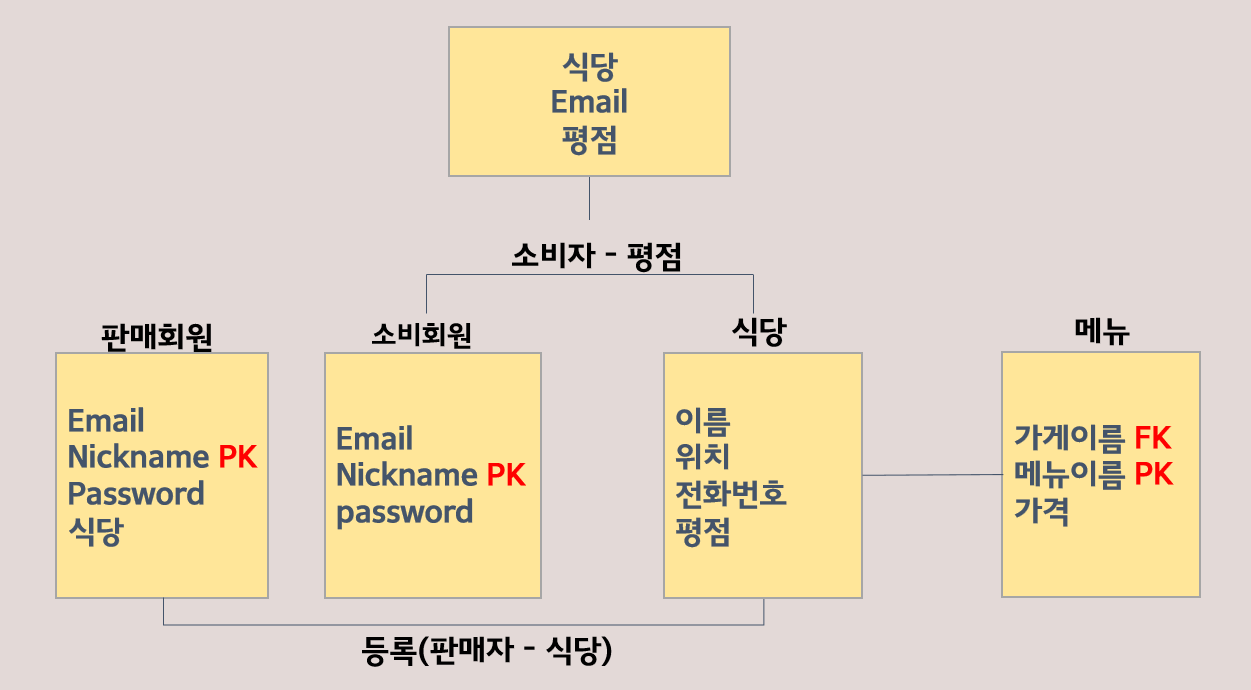 식당
Email
평점
소비자 - 평점
판매회원
Email
Nickname PK
Password
식당
소비회원
Email
Nickname PK
password
식당
이름
위치
전화번호
평점
메뉴
가게이름 FK
메뉴이름 PK
가격
등록(판매자 - 식당)